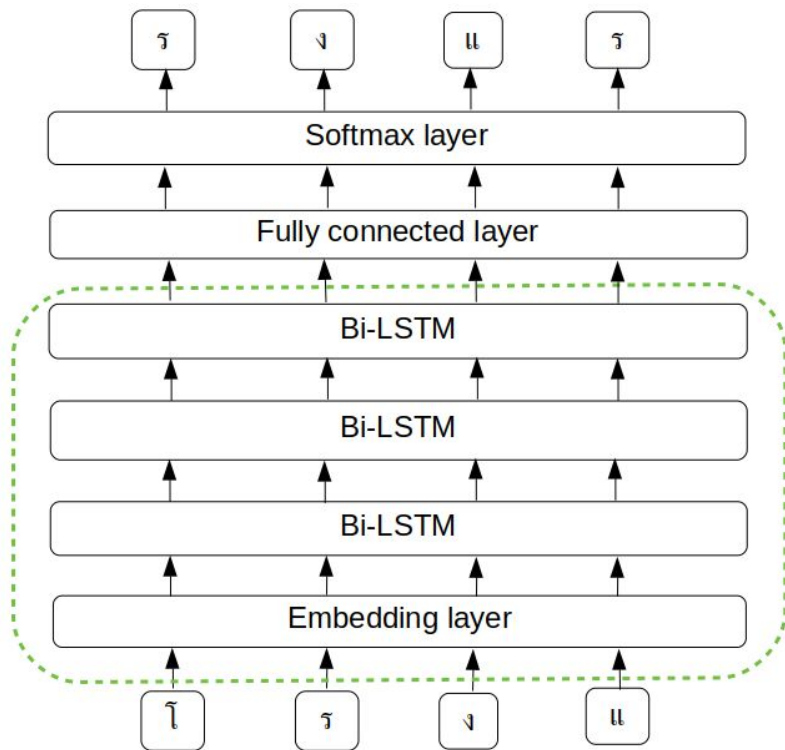 ร ง แ ร
Softmax layer
Fully connected layer
Bi-LSTM
Bi-LSTM
Bi-LSTM
Embedding layer
โ ร ง แ